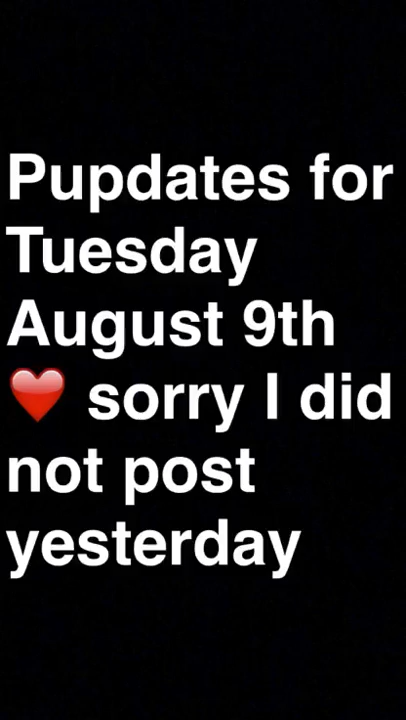 Pupdates for
Tuesday
August 9th
❤️ sorry I did
not post
yesterday